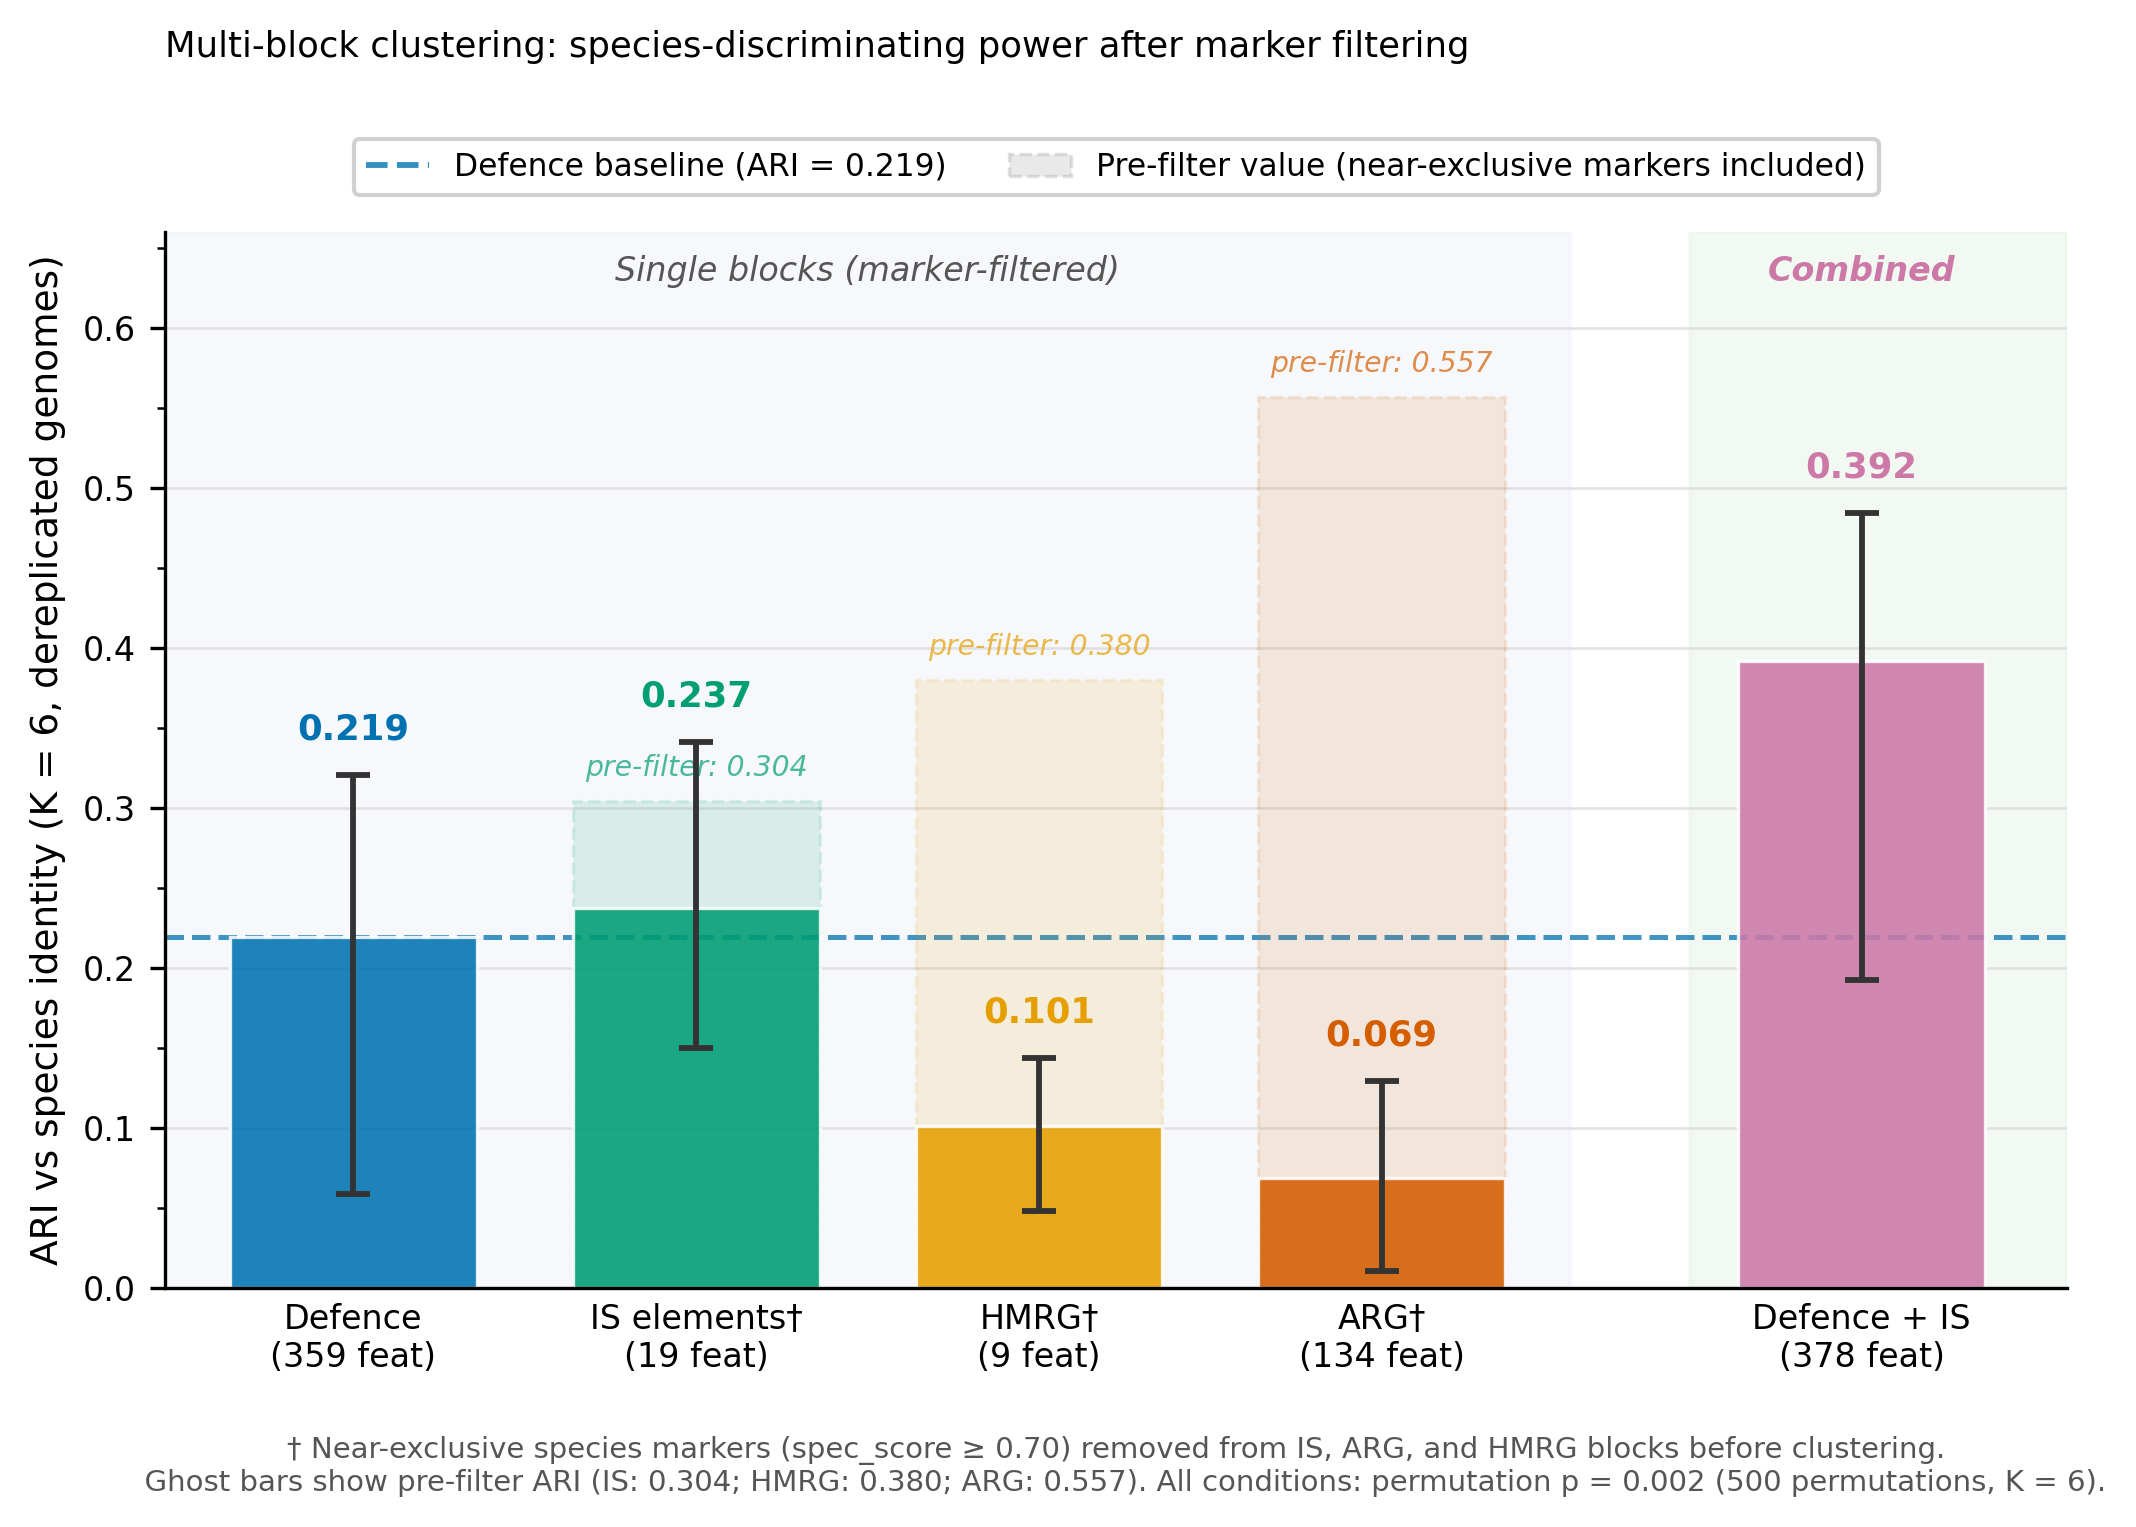 Multi-block clustering: species-discriminating power after marker filtering
Defence baseline (ARI = 0.219)
Pre-filter value (near-exclusive markers included)
ARI vs species identity (K = 6, dereplicated genomes)
Single blocks (marker-filtered)
Combined
0.6
0.5
0.4
0.3
0.2
0.1
0.0
pre-filter: 0.557
0.392
pre-filter: 0.380
0.237
0.219
pre-filter: 0.304
0.101
0.069
Defence
(359 feat)
IS elements†
(19 feat)
HMRG†
(9 feat)
ARG†
(134 feat)
Defence + IS
(378 feat)
† Near-exclusive species markers (spec_score ≥ 0.70) removed from IS, ARG, and HMRG blocks before clustering.
Ghost bars show pre-filter ARI (IS: 0.304; HMRG: 0.380; ARG: 0.557). All conditions: permutation p = 0.002 (500 permutations, K = 6).